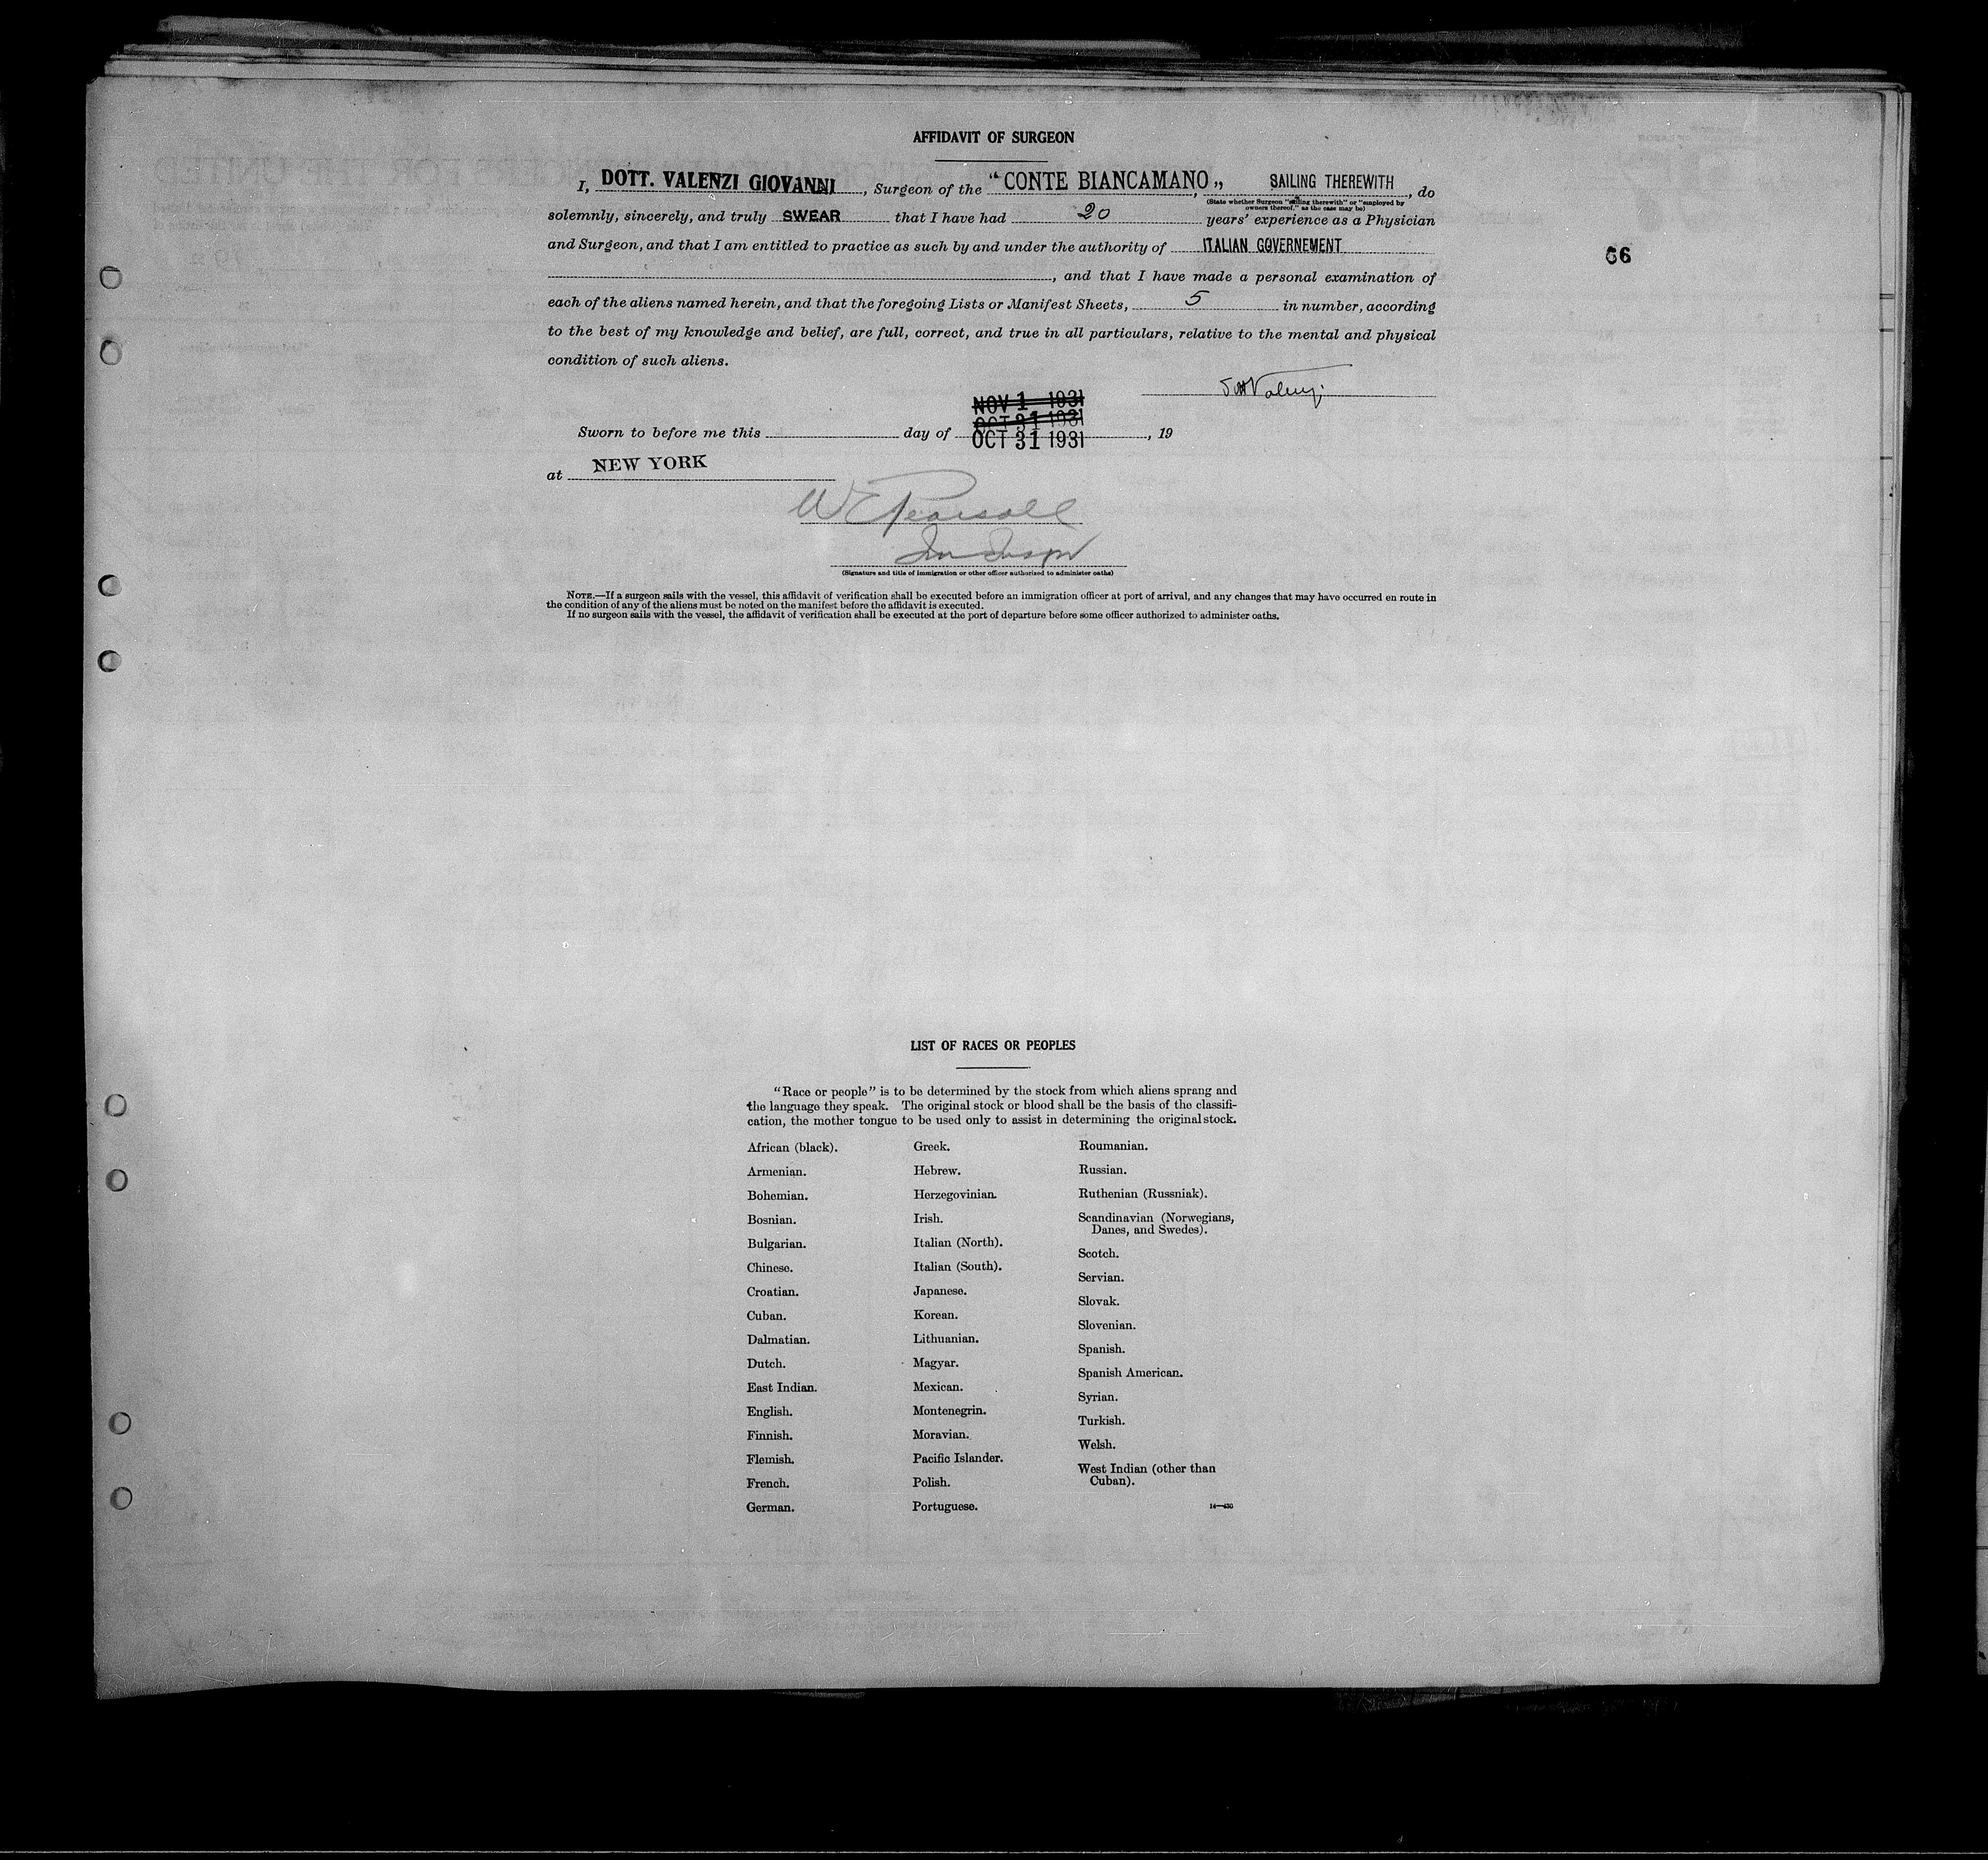 AFFIDAVIT OF SURGEON
I, DOTT. VALENZI GIOVANNI, Surgeon of the "CONTE BIANCAMANO", SAILING THEREWITH, do
(State whether Surgeon "sailing therewith" or "employed by
owners thereof," as the case may be)
solemnly, sincerely, and truly SWEAR that I have had 20 years' experience as a Physician
and Surgeon, and that I am entitled to practice as such by and under the authority of ITALIAN GOVERNEMENT
66
, and that I have made a personal examination of
each of the aliens named herein, and that the foregoing Lists or Manifest Sheets, 5 in number, according
to the best of my knowledge and belief, are full, correct, and true in all particulars, relative to the mental and physical
condition of such aliens.
Valenzi
NOV 1 1931
OCT 31 1931
Sworn to before me this day of OCT 31 1931, 19
at NEW YORK
W E Pearsall
(Signature and title of immigration or other officer authorized to administer oaths)
NOTE.—If a surgeon sails with the vessel, this affidavit of verification shall be executed before an immigration officer at port of arrival, and any changes that may have occurred en route in
the condition of any of the aliens must be noted on the manifest before the affidavit is executed.
If no surgeon sails with the vessel, the affidavit of verification shall be executed at the port of departure before some officer authorized to administer oaths.
LIST OF RACES OR PEOPLES
"Race or people" is to be determined by the stock from which aliens sprang and
the language they speak. The original stock or blood shall be the basis of the classifi-
cation, the mother tongue to be used only to assist in determining the original stock.
African (black).
Armenian.
Bohemian.
Bosnian.
Bulgarian.
Chinese.
Croatian.
Cuban.
Dalmatian.
Dutch.
East Indian.
English.
Finnish.
Flemish.
French.
German.
Greek.
Hebrew.
Herzegovinian.
Irish.
Italian (North).
Italian (South).
Japanese.
Korean.
Lithuanian.
Magyar.
Mexican.
Montenegrin.
Moravian.
Pacific Islander.
Polish.
Portuguese.
Roumanian.
Russian.
Ruthenian (Russniak).
Scandinavian (Norwegians,
Danes, and Swedes).
Scotch.
Servian.
Slovak.
Slovenian.
Spanish.
Spanish American.
Syrian.
Turkish.
Welsh.
West Indian (other than
Cuban).
14—430